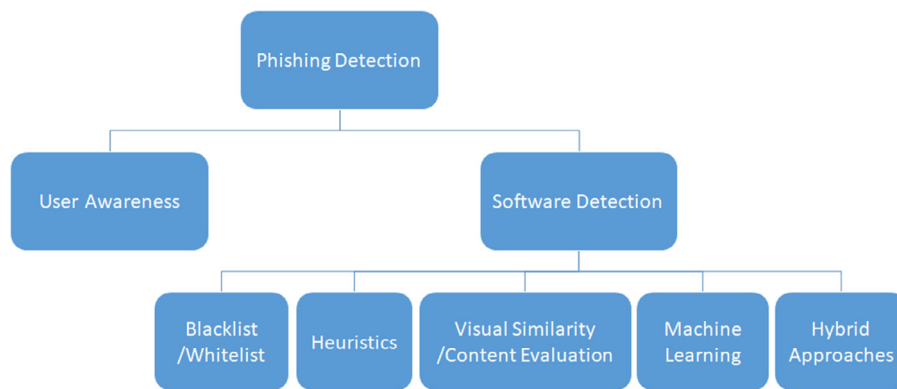 Phishing Detection
User Awareness
Software Detection
Blacklist
/Whitelist
Heuristics
Visual Similarity
/Content Evaluation
Machine
Learning
Hybrid
Approaches